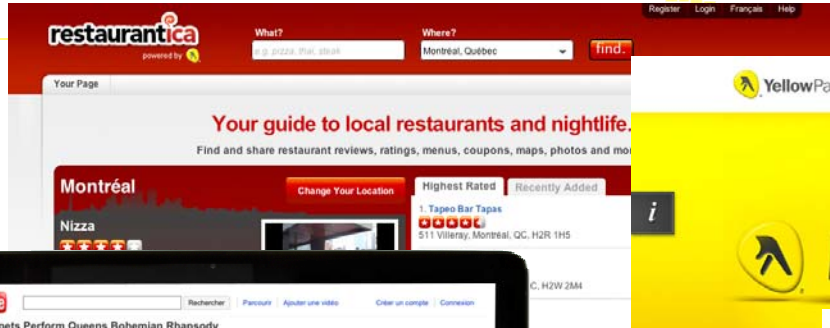 Register Login Français Help
restaurantica
What? Where?
powered by
e.g. pizza, thai, steak Montréal, Québec find.
Your Page
YellowPa
Your guide to local restaurants and nightlife.
Find and share restaurant reviews, ratings, menus, coupons, maps, photos and mo
Montréal Change Your Location Highest Rated Recently Added
1. Tapeo Bar Tapas
Nizza
511 Villeray, Montréal, QC, H2R 1H5
i
C, H2W 2M4
Rechercher Parcourir Ajouter une vidéo Créer un compte Connexion
pets Perform Queens Bohemian Rhapsody